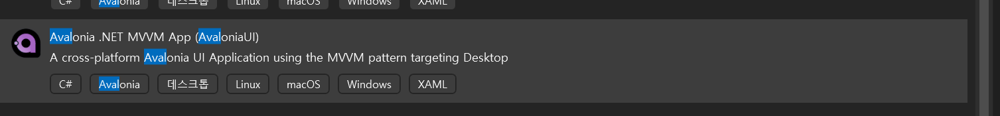 C# Avalonia 데스크톱 Linux macOS Windows XAML
Avalonia .NET MVVM App (AvaloniaUI)
A cross-platform Avalonia UI Application using the MVVM pattern targeting Desktop
C# Avalonia 데스크톱 Linux macOS Windows XAML